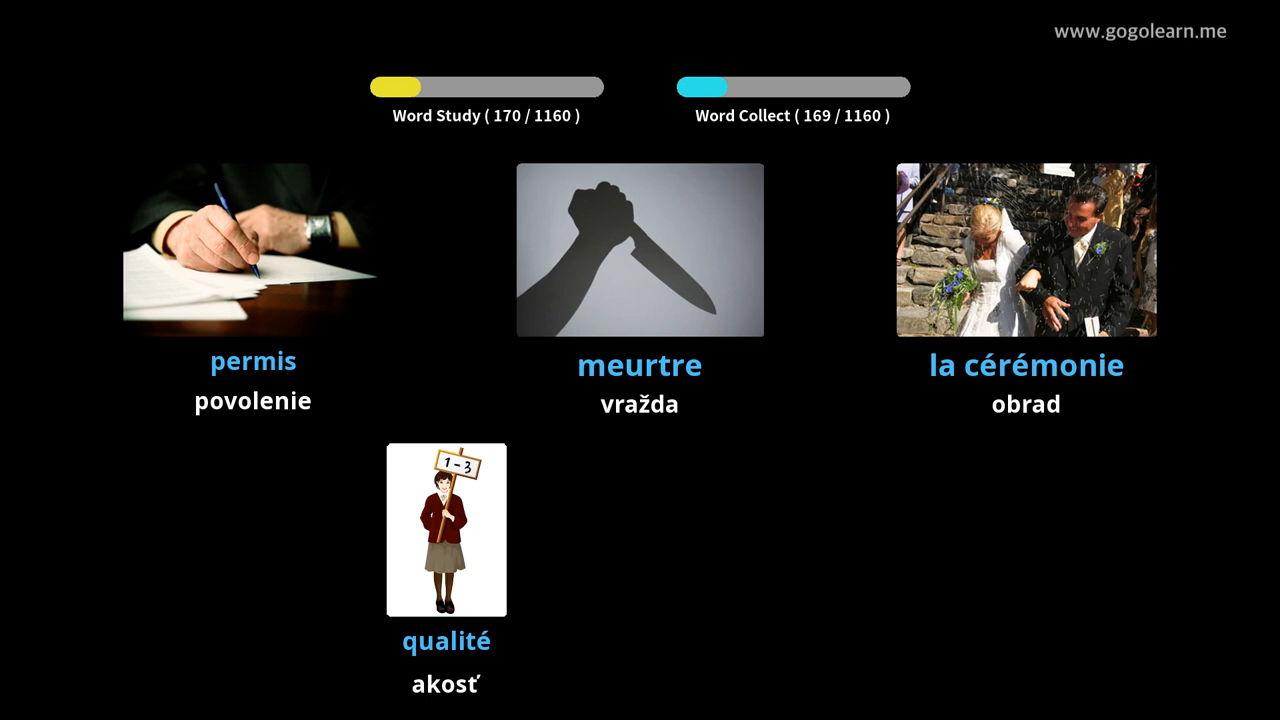 www.gogolearn.me
Word Study ( 170 / 1160 )
Word Collect ( 169 / 1160 )
permis
povolenie
meurtre
vražda
la cérémonie
obrad
1 - 3
qualité
akosť